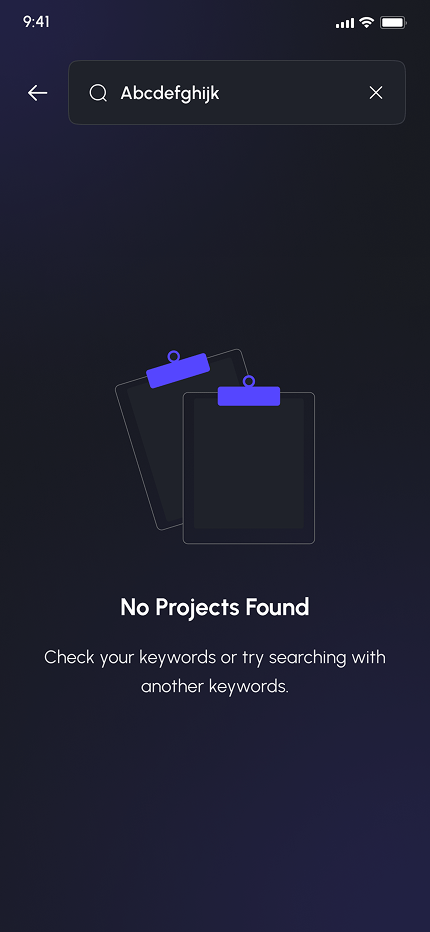 9:41
Abcdefghijk
No Projects Found
Check your keywords or try searching with
another keywords.